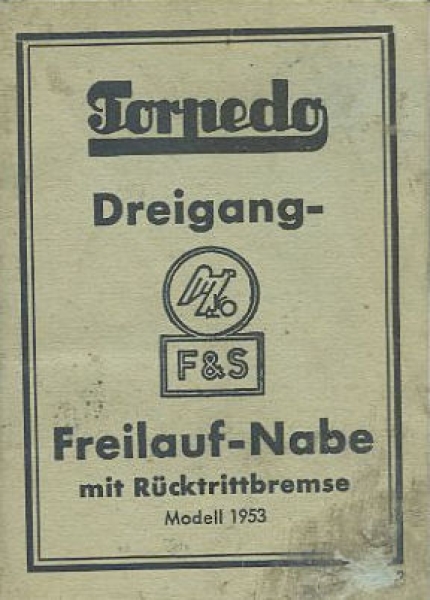 Torpedo
Dreigang-
F&S
Freilauf-Nabe
mit Rücktrittbremse
Modell 1953